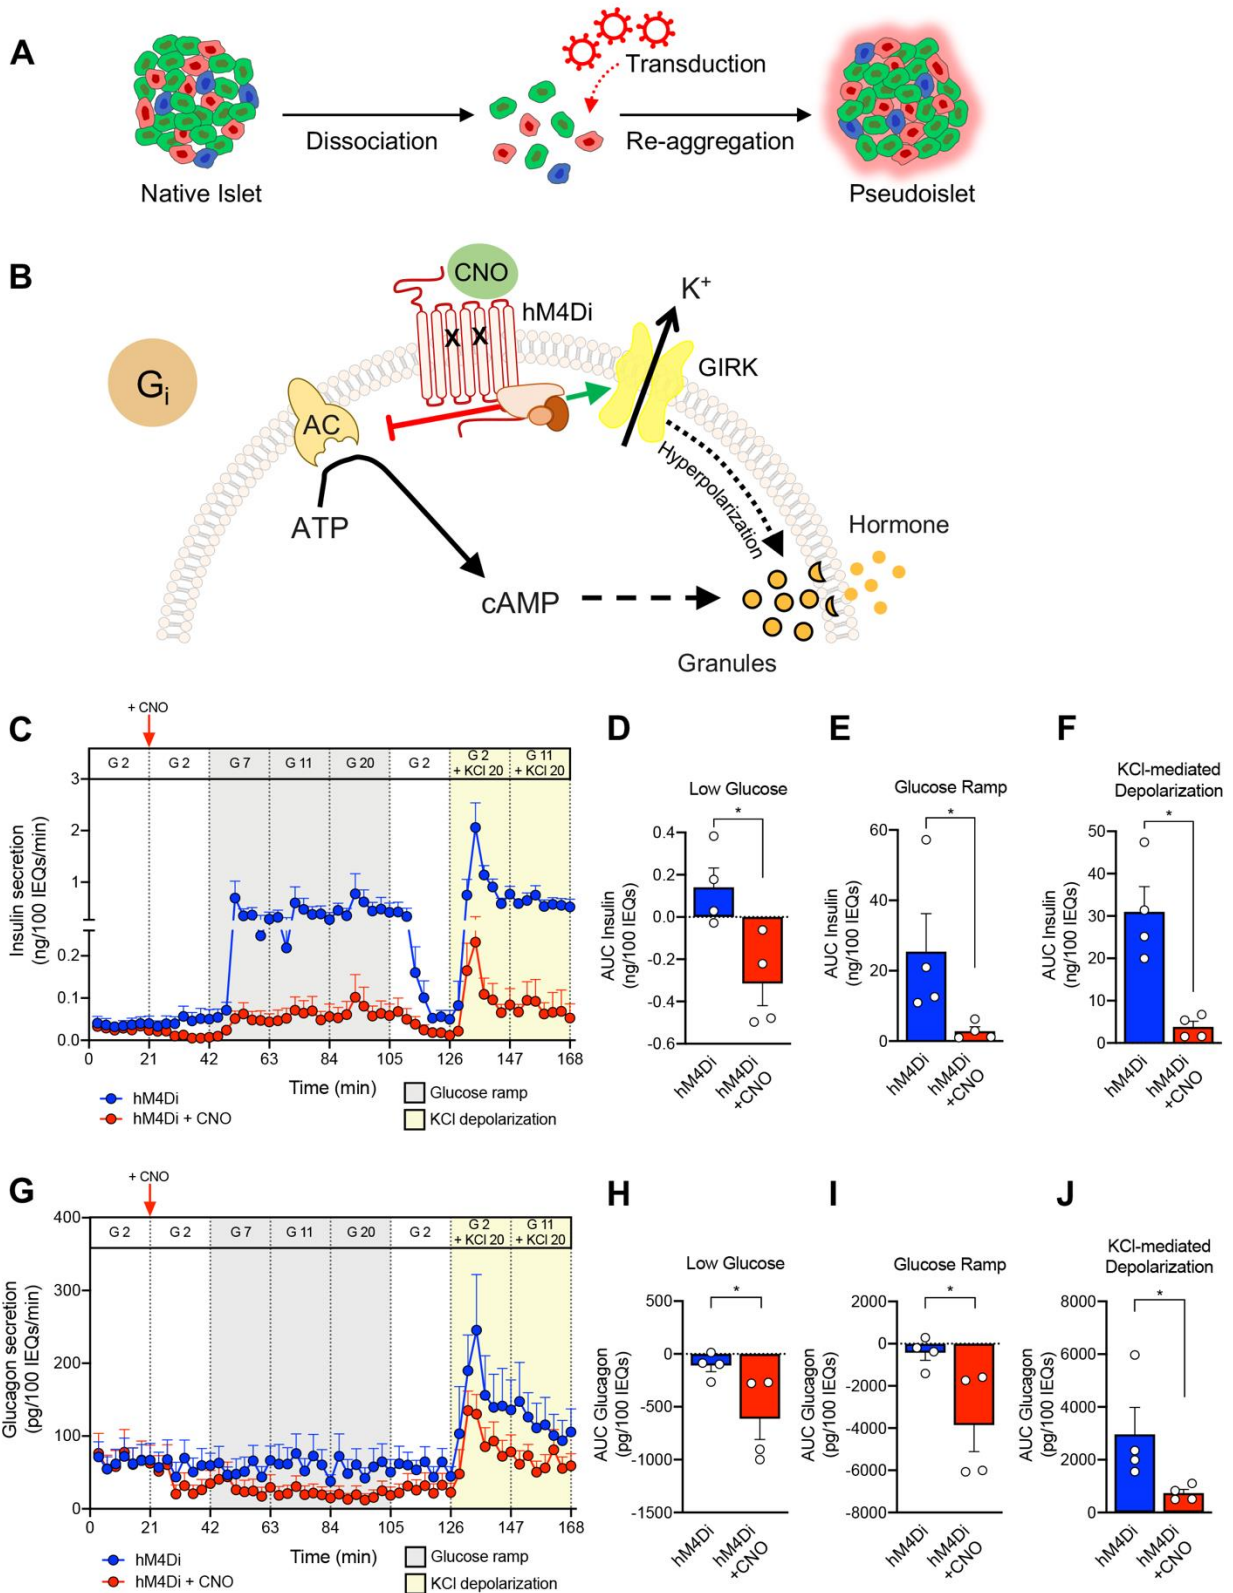 A
Transduction
Dissociation
Re-aggregation
Native Islet
Pseudoislet
B
CNO
hM4Di
K+
GIRK
Gi
AC
Hyperpolarization
ATP
Hormone
cAMP
Granules
C
+ CNO
G 2
G 2
G 7
G 11
G 20
G 2
G 2
+ KCl 20
G 11
+ KCl 20
Insulin secretion
(ng/100 IEQs/min)
3
2
1
0.2
0.1
0.0
0 21 42 63 84 105 126 147 168
Time (min)
hM4Di
hM4Di + CNO
Glucose ramp
KCl depolarization
D
Low Glucose
*
AUC Insulin
(ng/100 IEQs)
0.4
0.2
0.0
-0.2
-0.4
-0.6
hM4Di
hM4Di
+CNO
E
Glucose Ramp
*
AUC Insulin
(ng/100 IEQs)
60
40
20
0
hM4Di
hM4Di
+CNO
F
KCl-mediated
Depolarization
*
AUC Insulin
(ng/100 IEQs)
50
40
30
20
10
0
hM4Di
hM4Di
+CNO
G
+ CNO
G 2
G 2
G 7
G 11
G 20
G 2
G 2
+ KCl 20
G 11
+ KCl 20
Glucagon secretion
(pg/100 IEQs/min)
400
300
200
100
0
0 21 42 63 84 105 126 147 168
Time (min)
hM4Di
hM4Di + CNO
Glucose ramp
KCl depolarization
H
Low Glucose
*
AUC Glucagon
(pg/100 IEQs)
500
0
-500
-1000
-1500
hM4Di
hM4Di
+CNO
I
Glucose Ramp
*
AUC Glucagon
(pg/100 IEQs)
2000
0
-2000
-4000
-6000
-8000
hM4Di
hM4Di
+CNO
J
KCl-mediated
Depolarization
*
AUC Glucagon
(pg/100 IEQs)
8000
6000
4000
2000
0
hM4Di
hM4Di
+CNO